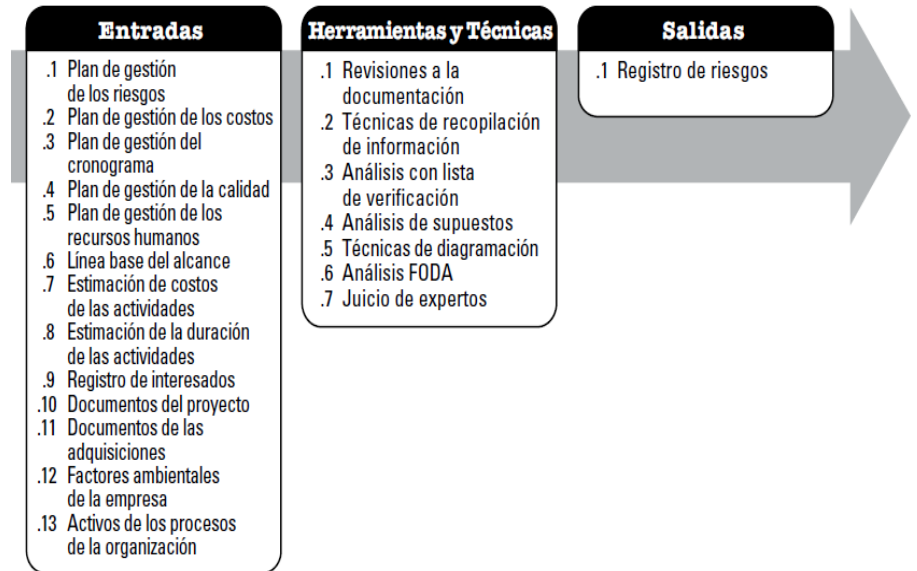 Entradas
.1 Plan de gestión
de los riesgos
.2 Plan de gestión de los costos
.3 Plan de gestión del
cronograma
.4 Plan de gestión de la calidad
.5 Plan de gestión de los
recursos humanos
.6 Línea base del alcance
.7 Estimación de costos
de las actividades
.8 Estimación de la duración
de las actividades
.9 Registro de interesados
.10 Documentos del proyecto
.11 Documentos de las
adquisiciones
.12 Factores ambientales
de la empresa
.13 Activos de los procesos
de la organización
Herramientas y Técnicas
.1 Revisiones a la
documentación
.2 Técnicas de recopilación
de información
.3 Análisis con lista
de verificación
.4 Análisis de supuestos
.5 Técnicas de diagramación
.6 Análisis FODA
.7 Juicio de expertos
Salidas
.1 Registro de riesgos